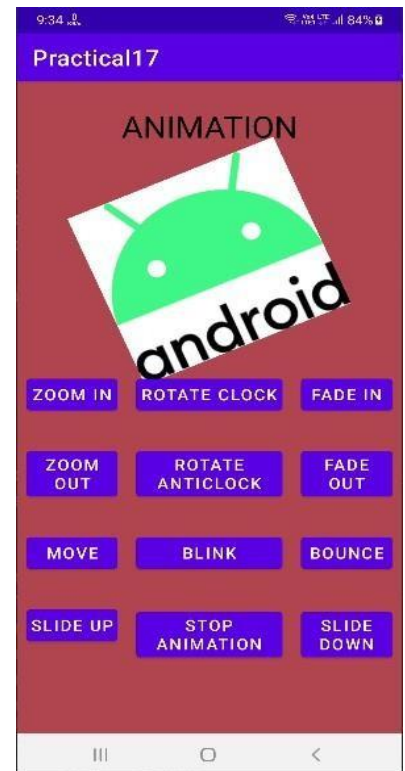 9:34
84%
Practical17
ANIMATION
android
ZOOM IN
ROTATE CLOCK
FADE IN
ZOOM
OUT
ROTATE
ANTICLOCK
FADE
OUT
MOVE
BLINK
BOUNCE
SLIDE UP
STOP
ANIMATION
SLIDE
DOWN